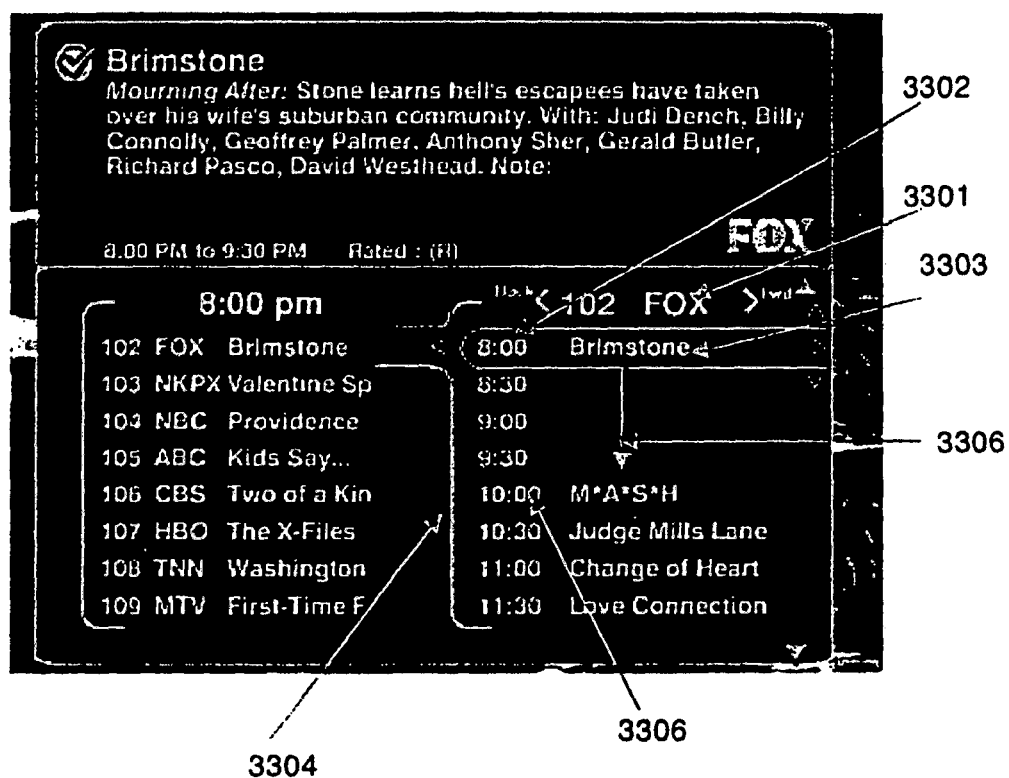 Brimstone
Mourning After: Stone learns hell's escapees have taken
over his wife's suburban community. With: Judi Dench, Billy
Connolly, Geoffrey Palmer, Anthony Sher, Gerald Butler,
Richard Pasco, David Westhead. Note:
8:00 PM to 9:30 PM Rated : (R)
FOX
8:00 pm
Back < 102 FOX > Fwd
102 FOX Brimstone
103 NKPX Valentine Sp
104 NBC Providence
105 ABC Kids Say...
106 CBS Two of a Kin
107 HBO The X-Files
108 TNN Washington
109 MTV First-Time F
8:00 Brimstone
8:30
9:00
9:30
10:00 M*A*S*H
10:30 Judge Mills Lane
11:00 Change of Heart
11:30 Love Connection
3302
3301
3303
3306
3306
3304